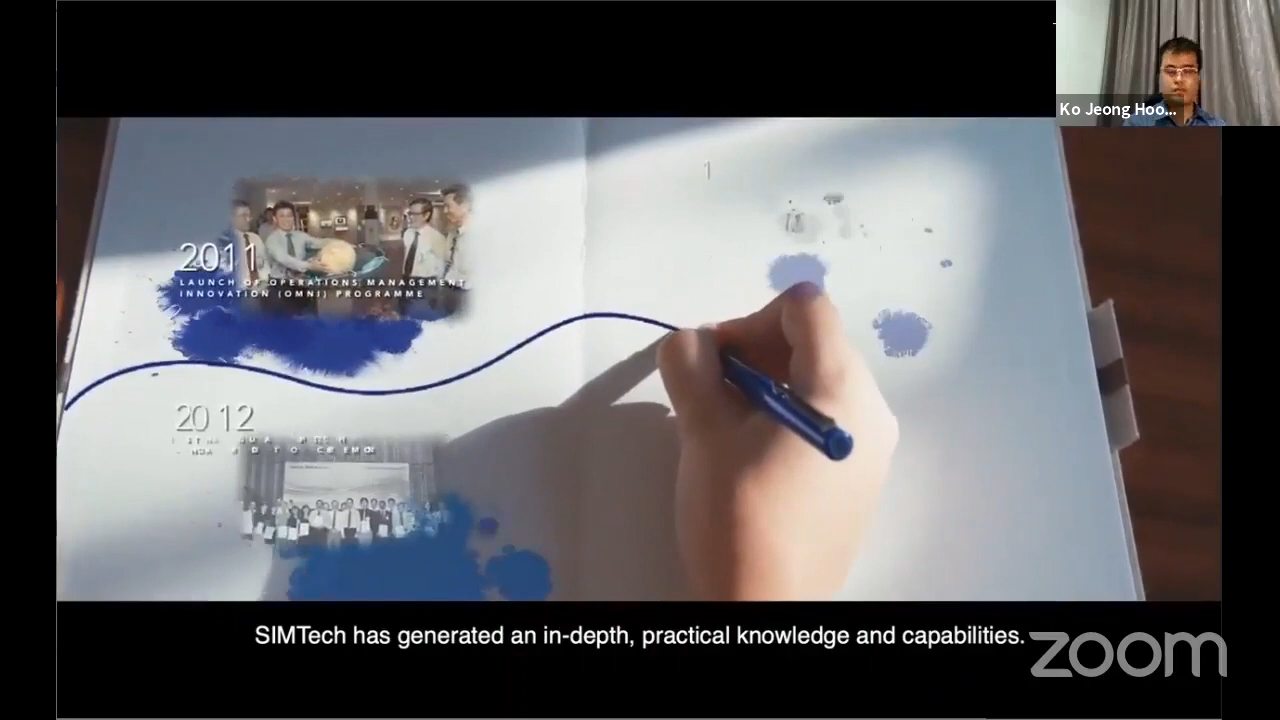 Ko Jeong Hoo...
1
2011
LAUNCH OF OPERATIONS MANAGEMENT
INNOVATION (OMNI) PROGRAMME
2012
SIMTech has generated an in-depth, practical knowledge and capabilities.
zoom